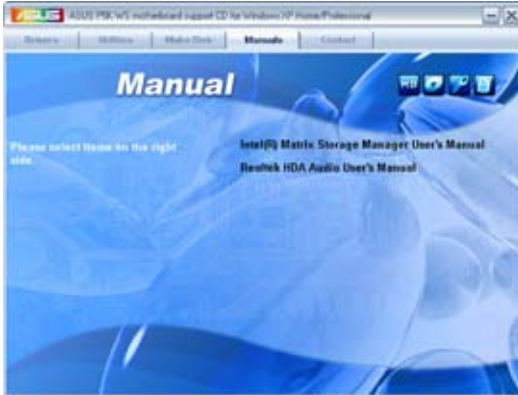 ASUS
ASUS P5K WS motherboard support CD for Windows XP Home/Professional
Drivers Utilities Make Disk Manuals Contact
Manual
Please select items on the right side.
Intel(R) Matrix Storage Manager User's Manual
Realtek HDA Audio User's Manual